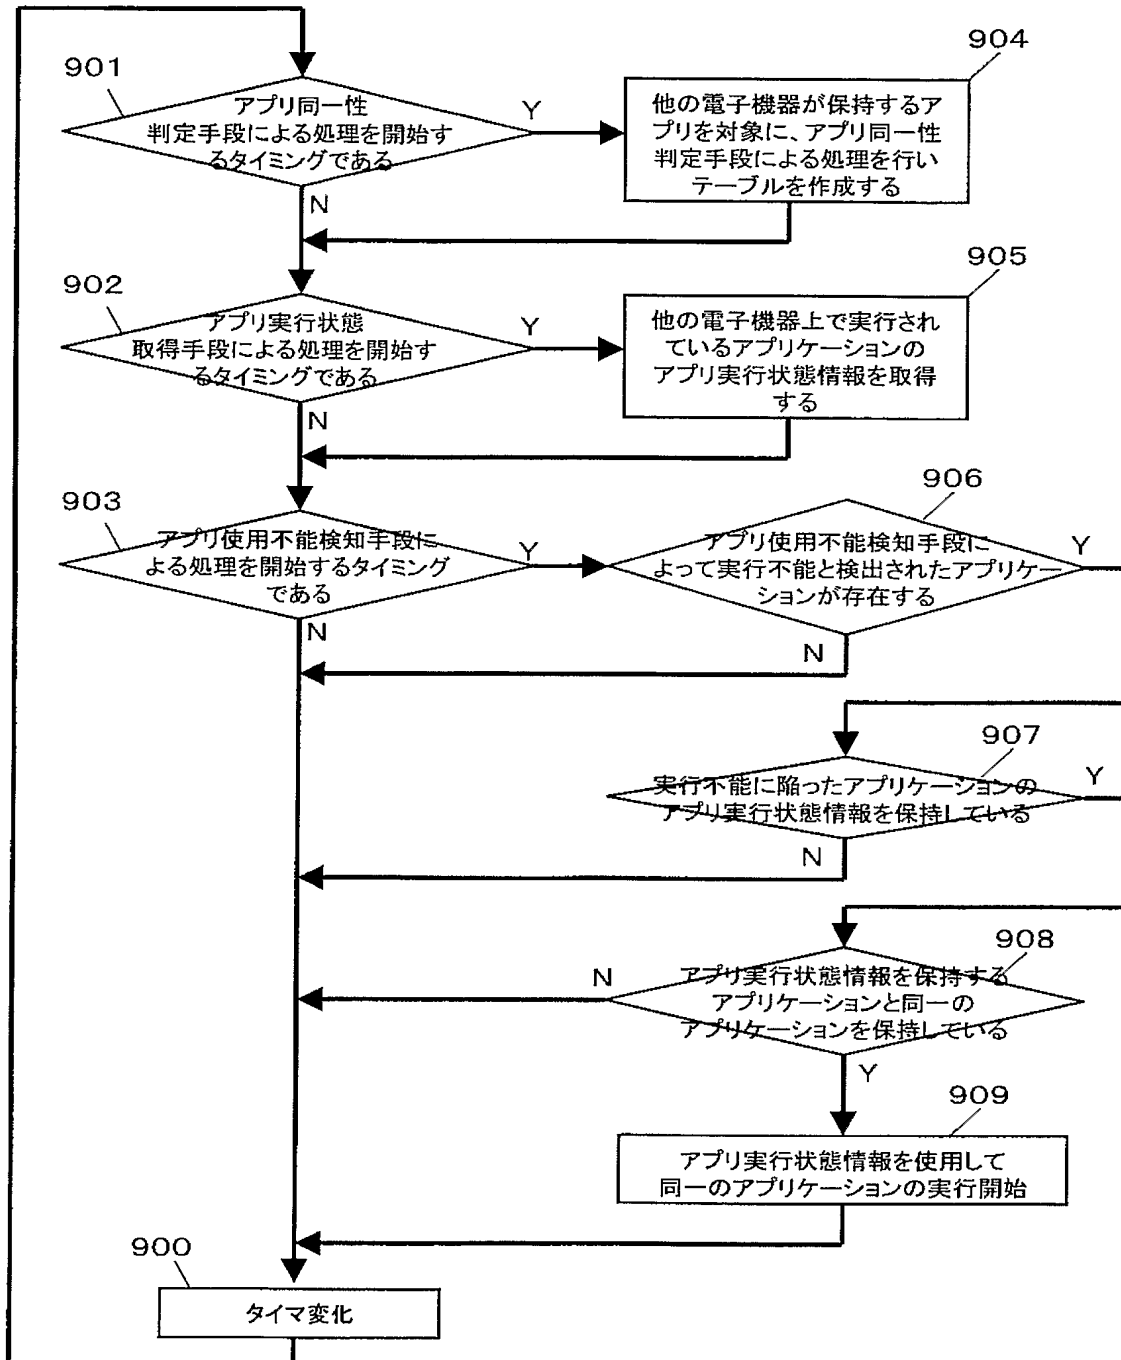 901
アプリ同一性
判定手段による処理を開始す
るタイミングである
Y
N
904
他の電子機器が保持するア
プリを対象に、アプリ同一性
判定手段による処理を行い
テーブルを作成する
902
アプリ実行状態
取得手段による処理を開始す
るタイミングである
Y
N
905
他の電子機器上で実行され
ているアプリケーションの
アプリ実行状態情報を取得
する
903
アプリ使用不能検知手段に
よる処理を開始するタイミング
である
Y
N
906
アプリ使用不能検知手段に
よって実行不能と検出されたアプリケー
ションが存在する
Y
N
907
実行不能に陥ったアプリケーションの
アプリ実行状態情報を保持している
Y
N
908
アプリ実行状態情報を保持する
アプリケーションと同一の
アプリケーションを保持している
N
Y
909
アプリ実行状態情報を使用して
同一のアプリケーションの実行開始
900
タイマ変化